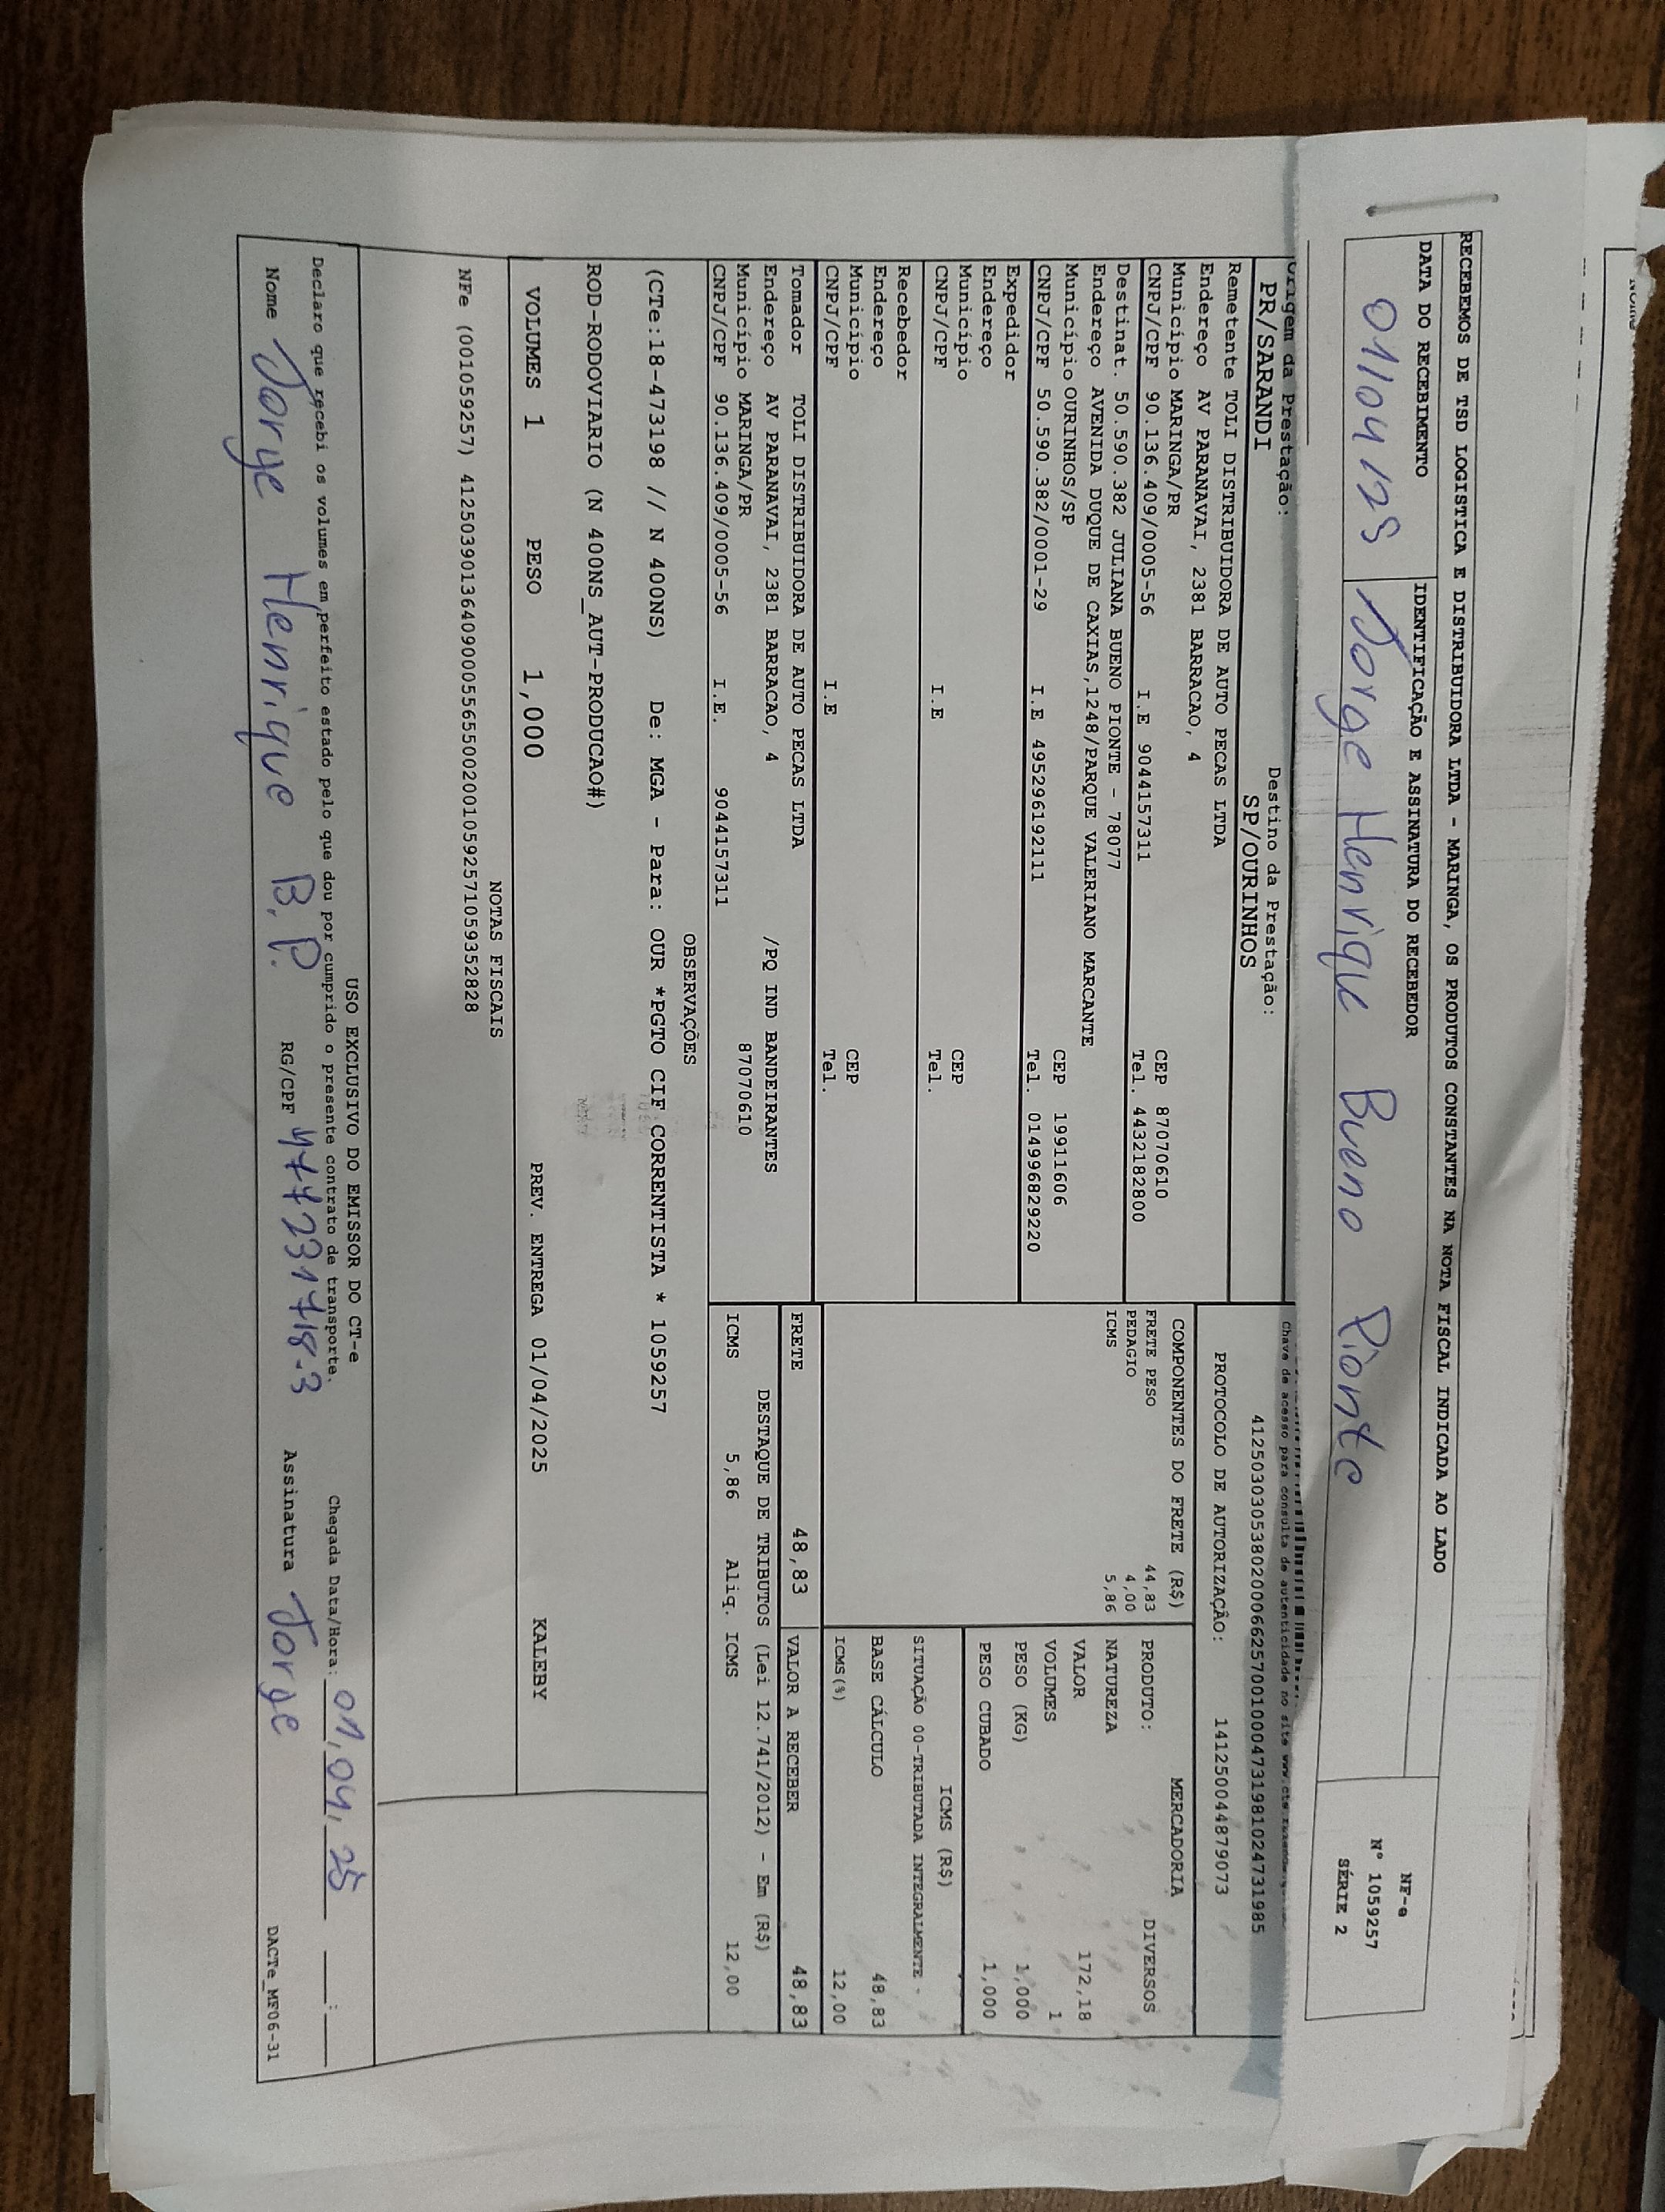 RECEBEMOS DE TSD LOGISTICA E DISTRIBUIDORA LTDA - MARINGA, OS PRODUTOS CONSTANTES NA NOTA FISCAL INDICADA AO LADO
DATA DO RECEBIMENTO
IDENTIFICAÇÃO E ASSINATURA DO RECEBEDOR
01/04/25 Jorge Henrique Bueno Pionte
NF-e
Nº 1059257
SÉRIE 2
Origem da Prestação:
PR/SARANDI
Destino da Prestação:
SP/OURINHOS
Remetente TOLI DISTRIBUIDORA DE AUTO PECAS LTDA
Endereço AV PARANAVAI, 2381 BARRACAO, 4
Município MARINGA/PR CEP 87070610
CNPJ/CPF 90.136.409/0005-56 I.E 9044157311 Tel. 4432182800
Destinat. 50.590.382 JULIANA BUENO PIONTE - 78077
Endereço AVENIDA DUQUE DE CAXIAS,1248/PARQUE VALERIANO MARCANTE
Município OURINHOS/SP CEP 19911606
CNPJ/CPF 50.590.382/0001-29 I.E 495296192111 Tel. 014996829220
Expedidor
Endereço
Município CEP
CNPJ/CPF I.E Tel.
Recebedor
Endereço
Município CEP
CNPJ/CPF I.E Tel.
Tomador TOLI DISTRIBUIDORA DE AUTO PECAS LTDA
Endereço AV PARANAVAI, 2381 BARRACAO, 4 /PQ IND BANDEIRANTES
Município MARINGA/PR 87070610
CNPJ/CPF 90.136.409/0005-56 I.E. 9044157311
Chave de acesso para consulta de autenticidade no site
41250303053802000662570010004731981024731985
PROTOCOLO DE AUTORIZAÇÃO: 141250044879073
COMPONENTES DO FRETE (R$)
FRETE PESO 44,83
PEDAGIO 4,00
ICMS 5,86
MERCADORIA
PRODUTO: DIVERSOS
NATUREZA
VALOR 172,18
VOLUMES 1
PESO (KG) 1,000
PESO CUBADO 1,000
ICMS (R$)
SITUAÇÃO 00-TRIBUTADA INTEGRALMENTE -
BASE CÁLCULO 48,83
ICMS(%) 12,00
FRETE 48,83 VALOR A RECEBER 48,83
DESTAQUE DE TRIBUTOS (Lei 12.741/2012) - Em (R$)
ICMS 5,86 Aliq. ICMS 12,00
OBSERVAÇÕES
(CTe:18-473198 // N 400NS) De: MGA - Para: OUR *PGTO CIF CORRENTISTA * 1059257
ROD-RODOVIARIO (N 400NS_AUT-PRODUCAO#)
VOLUMES 1 PESO 1,000 PREV. ENTREGA 01/04/2025 KALEBY
NOTAS FISCAIS
NFe (001059257) 41250390136409000556550020010592571059352828
USO EXCLUSIVO DO EMISSOR DO CT-e
Declaro que recebi os volumes em perfeito estado pelo que dou por cumprido o presente contrato de transporte.
Chegada Data/Hora: 01, 04, 25
Nome Jorge Henrique B. P. RG/CPF Assinatura Jorge
DACTe_MF06-31